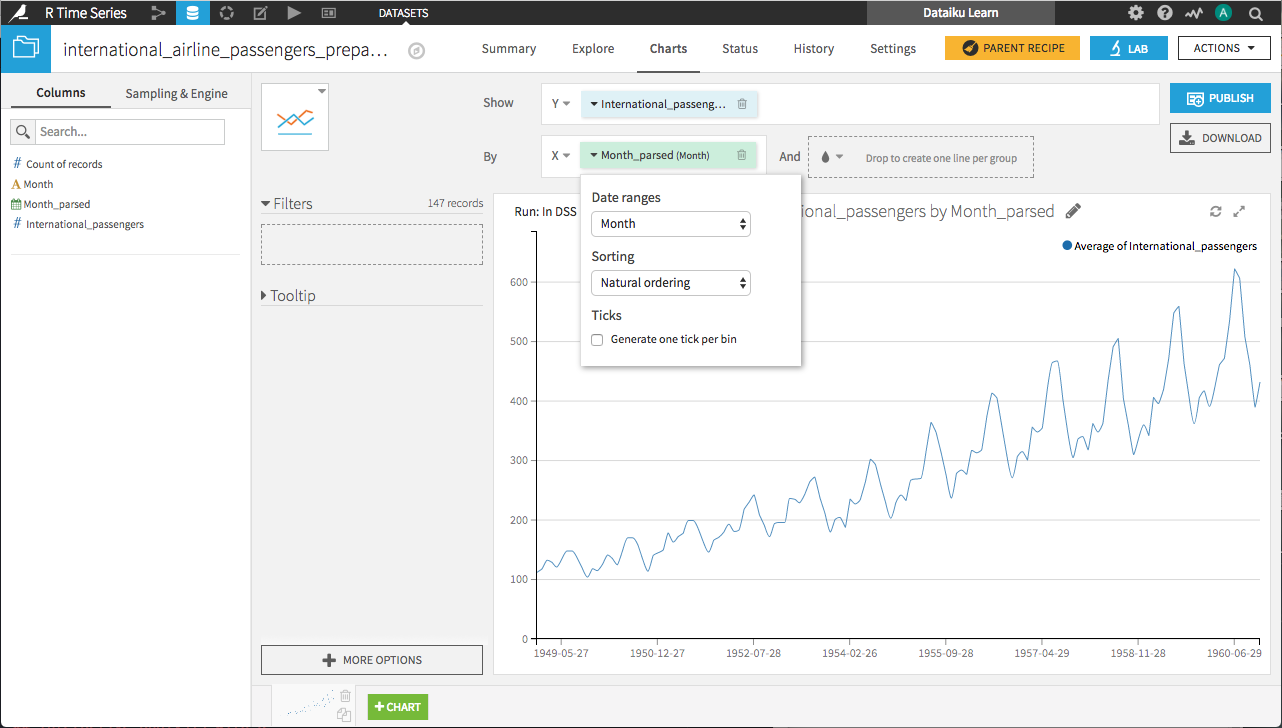 R Time Series
DATASETS
Dataiku Learn
A
international_airline_passengers_prepa...
Summary
Explore
Charts
Status
History
Settings
PARENT RECIPE
LAB
ACTIONS
Columns
Sampling & Engine
Search...
# Count of records
A Month
Month_parsed
# International_passengers
Show
Y
International_passeng...
PUBLISH
By
X
Month_parsed (Month)
And
Drop to create one line per group
DOWNLOAD
Filters
147 records
Tooltip
Date ranges
Month
Sorting
Natural ordering
Ticks
Generate one tick per bin
Run: In DSS
ional_passengers by Month_parsed
Average of International_passengers
600
500
400
300
200
100
0
1949-05-27
1950-12-27
1952-07-28
1954-02-26
1955-09-28
1957-04-29
1958-11-28
1960-06-29
MORE OPTIONS
+ CHART